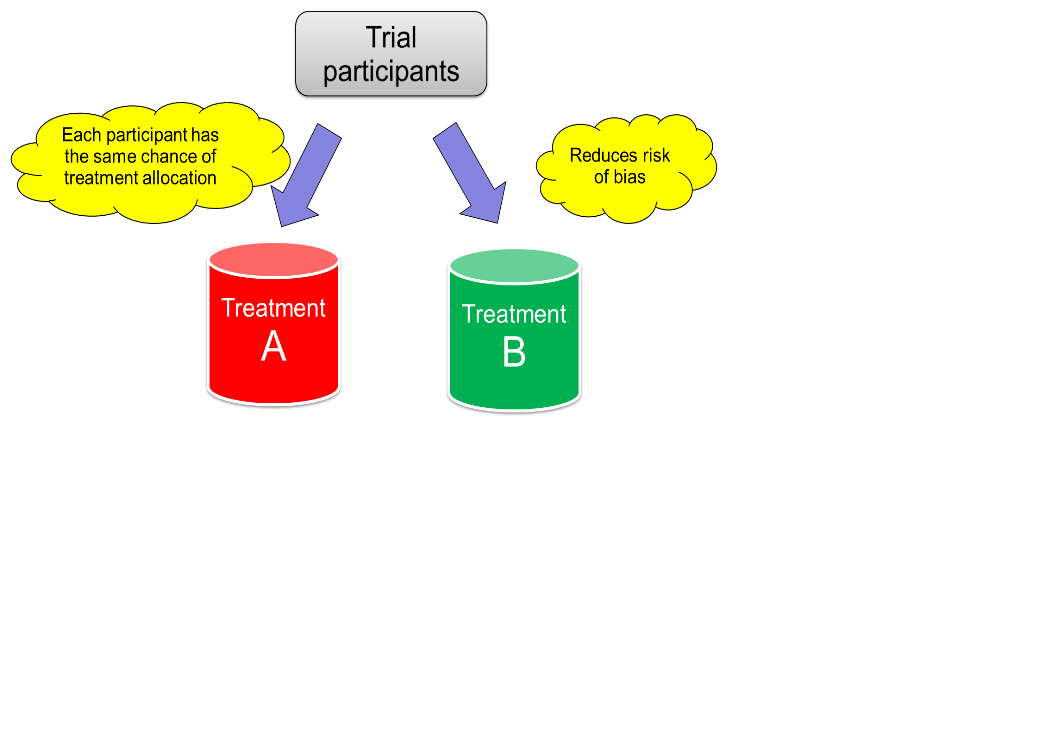 Trial
participants
Each participant has
the same chance of
treatment allocation
Reduces risk
of bias
Treatment
A
Treatment
B